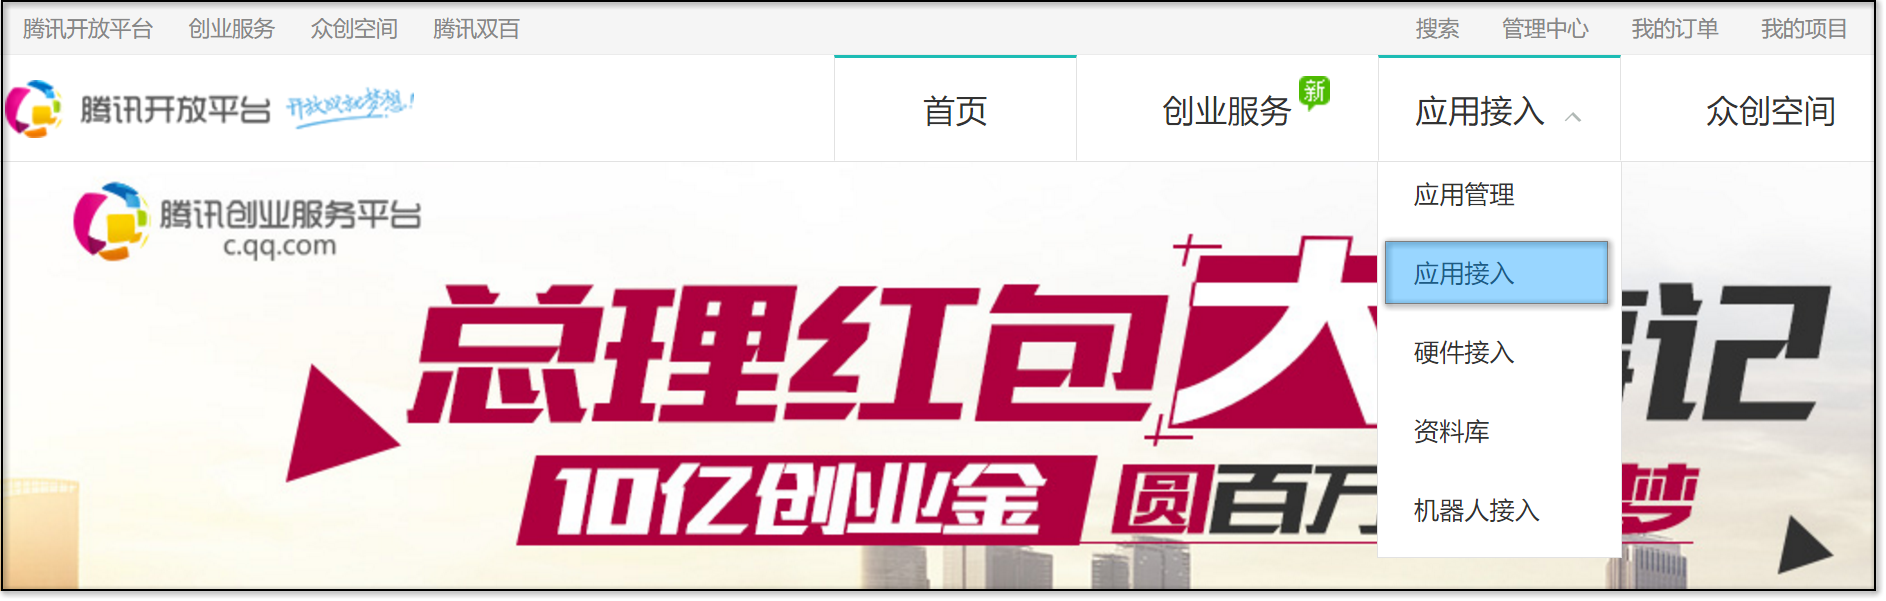 腾讯开放平台 创业服务 众创空间 腾讯双百 搜索 管理中心 我的订单 我的项目
腾讯开放平台 开放成就梦想! 首页 创业服务 新 应用接入 众创空间
应用管理
腾讯创业服务平台
c.qq.com
应用接入
总理红包大 记
硬件接入
资料库
10亿创业金 圆百万 梦
机器人接入